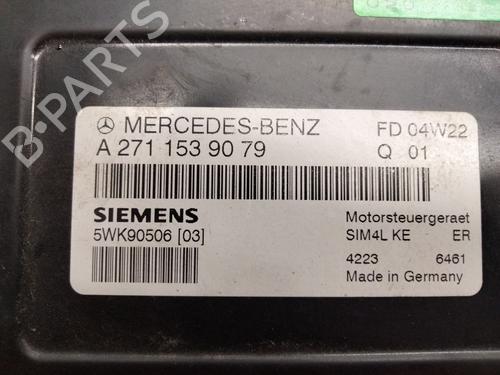 MERCEDES-BENZ FD 04W22
A 271 153 90 79 Q 01
SIEMENS Motorsteuergeraet
5WK90506 [03] SIM4L KE ER
4223 6461
Made in Germany
B-PARTS